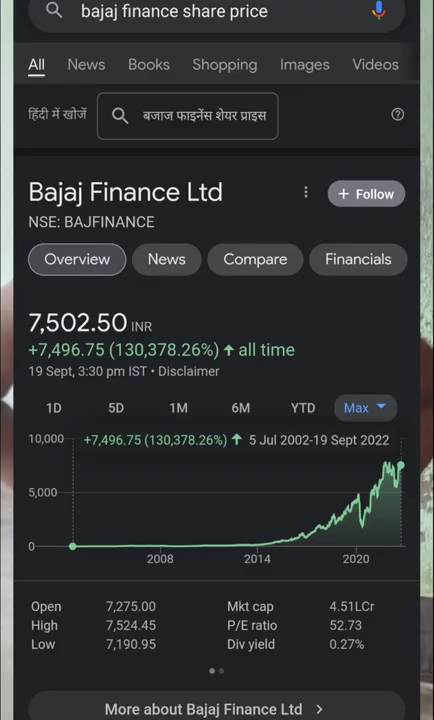 bajaj finance share price
All News Books Shopping Images Videos
हिंदी में खोजें बजाज फाइनेंस शेयर प्राइस
Bajaj Finance Ltd
+ Follow
NSE: BAJFINANCE
Overview News Compare Financials
7,502.50 INR
+7,496.75 (130,378.26%) ↑ all time
19 Sept, 3:30 pm IST • Disclaimer
1D 5D 1M 6M YTD Max
10,000 +7,496.75 (130,378.26%) ↑ 5 Jul 2002-19 Sept 2022
5,000
0
2008 2014 2020
Open 7,275.00 Mkt cap 4.51LCr
High 7,524.45 P/E ratio 52.73
Low 7,190.95 Div yield 0.27%
More about Bajaj Finance Ltd >